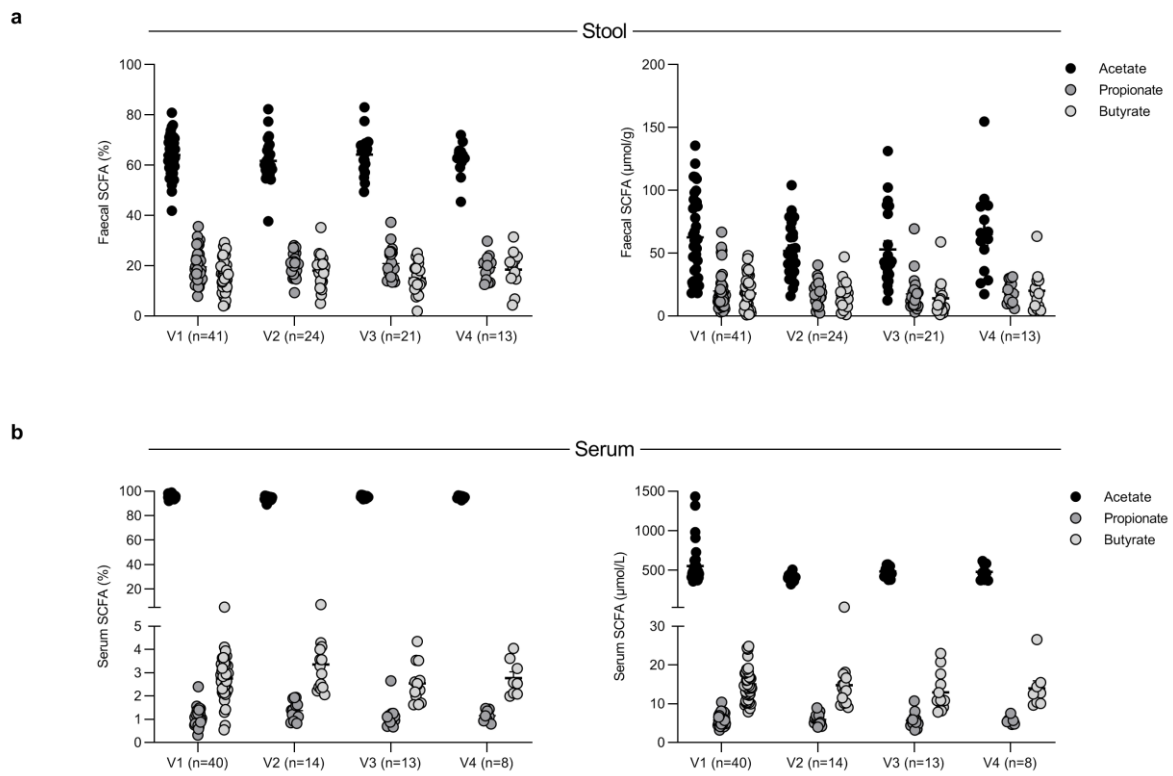 a
Stool
Faecal SCFA (%)
100
80
60
40
20
0
V1 (n=41) V2 (n=24) V3 (n=21) V4 (n=13)
Faecal SCFA (µmol/g)
200
150
100
50
0
V1 (n=41) V2 (n=24) V3 (n=21) V4 (n=13)
Acetate
Propionate
Butyrate
b
Serum
Serum SCFA (%)
100
80
60
40
20
5
4
3
2
1
0
V1 (n=40) V2 (n=14) V3 (n=13) V4 (n=8)
Serum SCFA (µmol/L)
1500
1000
500
30
20
10
0
V1 (n=40) V2 (n=14) V3 (n=13) V4 (n=8)
Acetate
Propionate
Butyrate